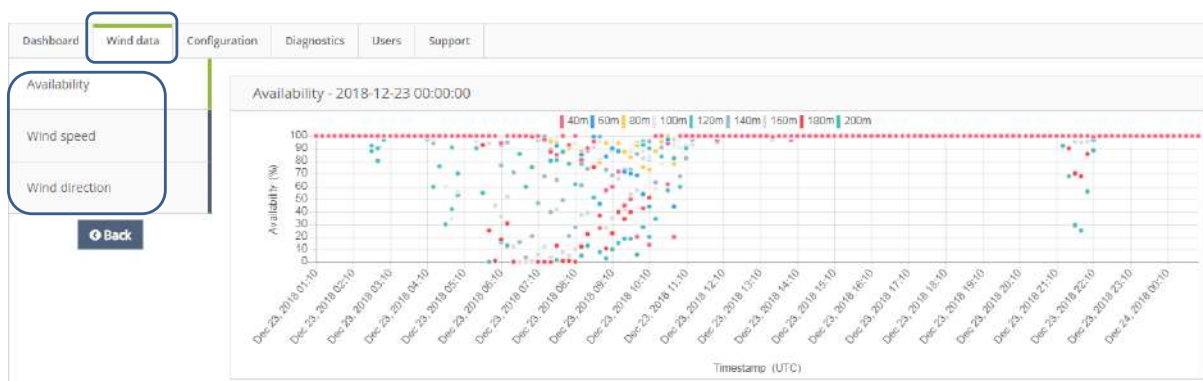 Dashboard Wind data Configuration Diagnostics Users Support
Availability
Wind speed
Wind direction
Back
Availability - 2018-12-23 00:00:00
40m 60m 80m 100m 120m 140m 160m 180m 200m
Availability (%)
100
90
80
70
60
50
40
30
20
10
0
Dec 23, 2018 01:10
Dec 23, 2018 02:10
Dec 23, 2018 03:10
Dec 23, 2018 04:10
Dec 23, 2018 05:10
Dec 23, 2018 06:10
Dec 23, 2018 07:10
Dec 23, 2018 08:10
Dec 23, 2018 09:10
Dec 23, 2018 10:10
Dec 23, 2018 11:10
Dec 23, 2018 12:10
Dec 23, 2018 13:10
Dec 23, 2018 14:10
Dec 23, 2018 15:10
Dec 23, 2018 16:10
Dec 23, 2018 17:10
Dec 23, 2018 18:10
Dec 23, 2018 19:10
Dec 23, 2018 20:10
Dec 23, 2018 21:10
Dec 23, 2018 22:10
Dec 23, 2018 23:10
Dec 24, 2018 00:10
Timestamp (UTC)